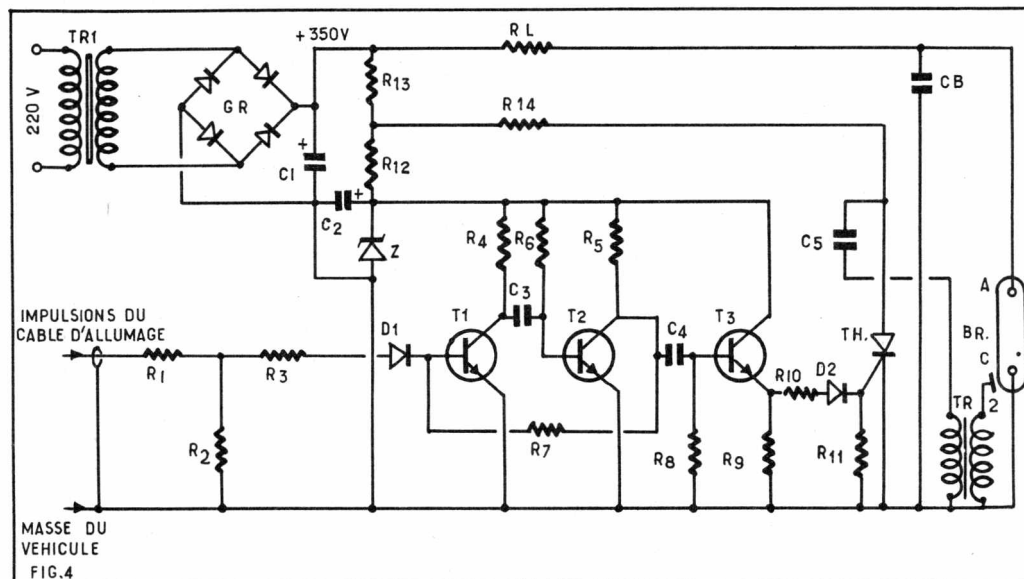 TR1
220 V
GR
+350V
+
C1
C2
+
R13
R12
Z
RL
R14
CB
R4
R6
R5
C3
C5
IMPULSIONS DU
CABLE D'ALLUMAGE
D1
T1
T2
C4
T3
TH.
A
BR.
C
R1
R3
R10
D2
2
TR
R2
R7
R8
R9
R11
MASSE DU
VEHICULE
FIG.4